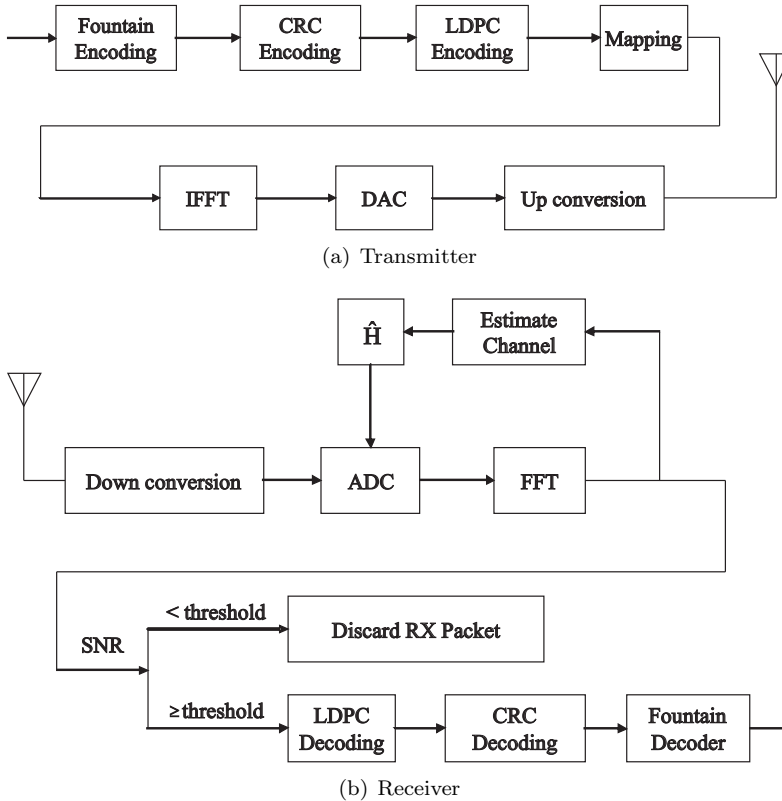 Fountain
Encoding
CRC
Encoding
LDPC
Encoding
Mapping
IFFT
DAC
Up conversion
(a) Transmitter
Ĥ
Estimate
Channel
Down conversion
ADC
FFT
SNR
< threshold
Discard RX Packet
≥threshold
LDPC
Decoding
CRC
Decoding
Fountain
Decoder
(b) Receiver